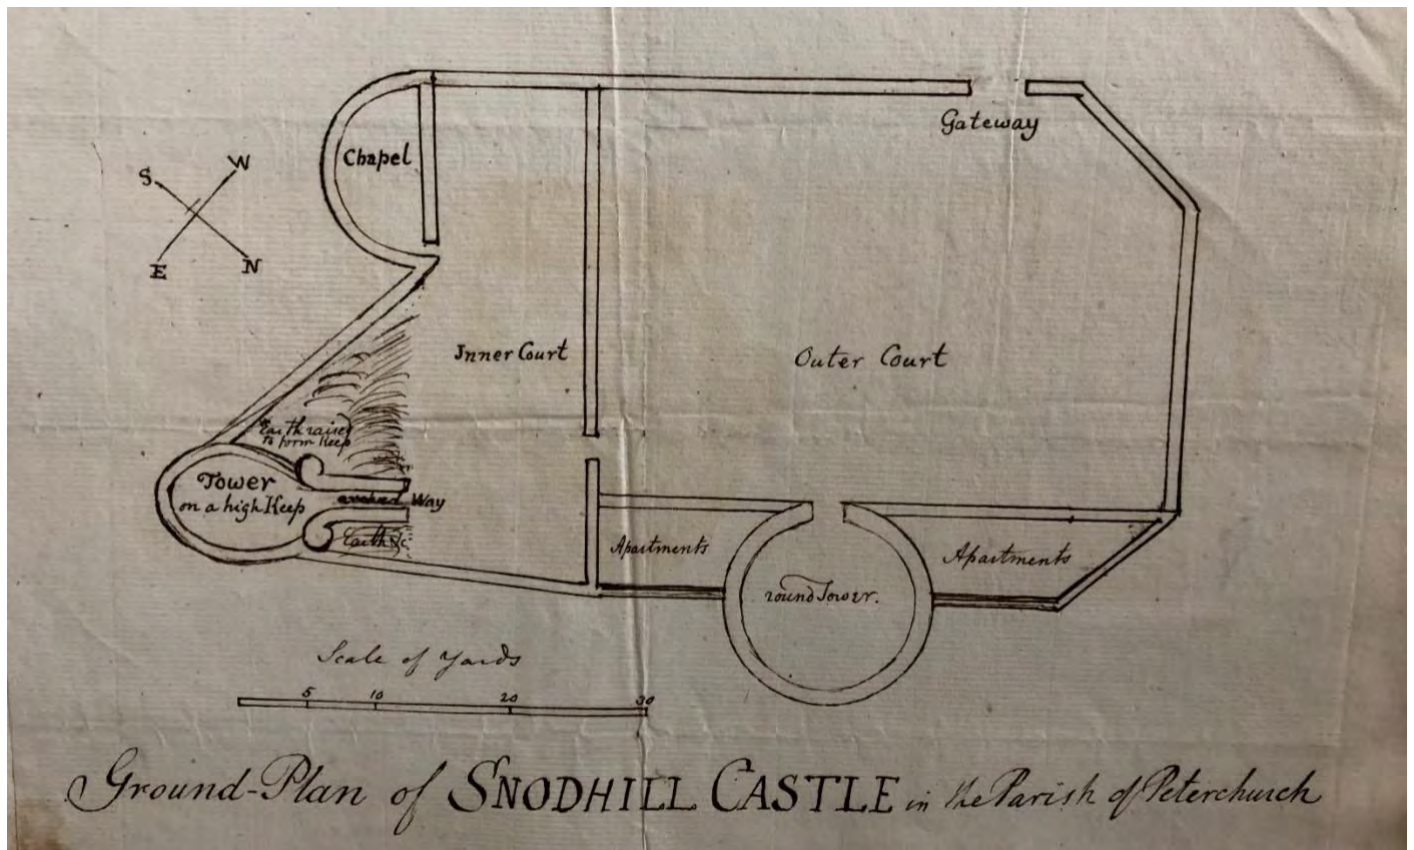 Gateway
Chapel
S W
E N
Inner Court
Outer Court
Earth raised
to form Keep
Tower
on a high Keep
arched Way
Earth &c
Apartments
Apartments
round Tower.
Scale of Yards
5 10 20 30
Ground-Plan of SNODHILL CASTLE in the Parish of Peterchurch